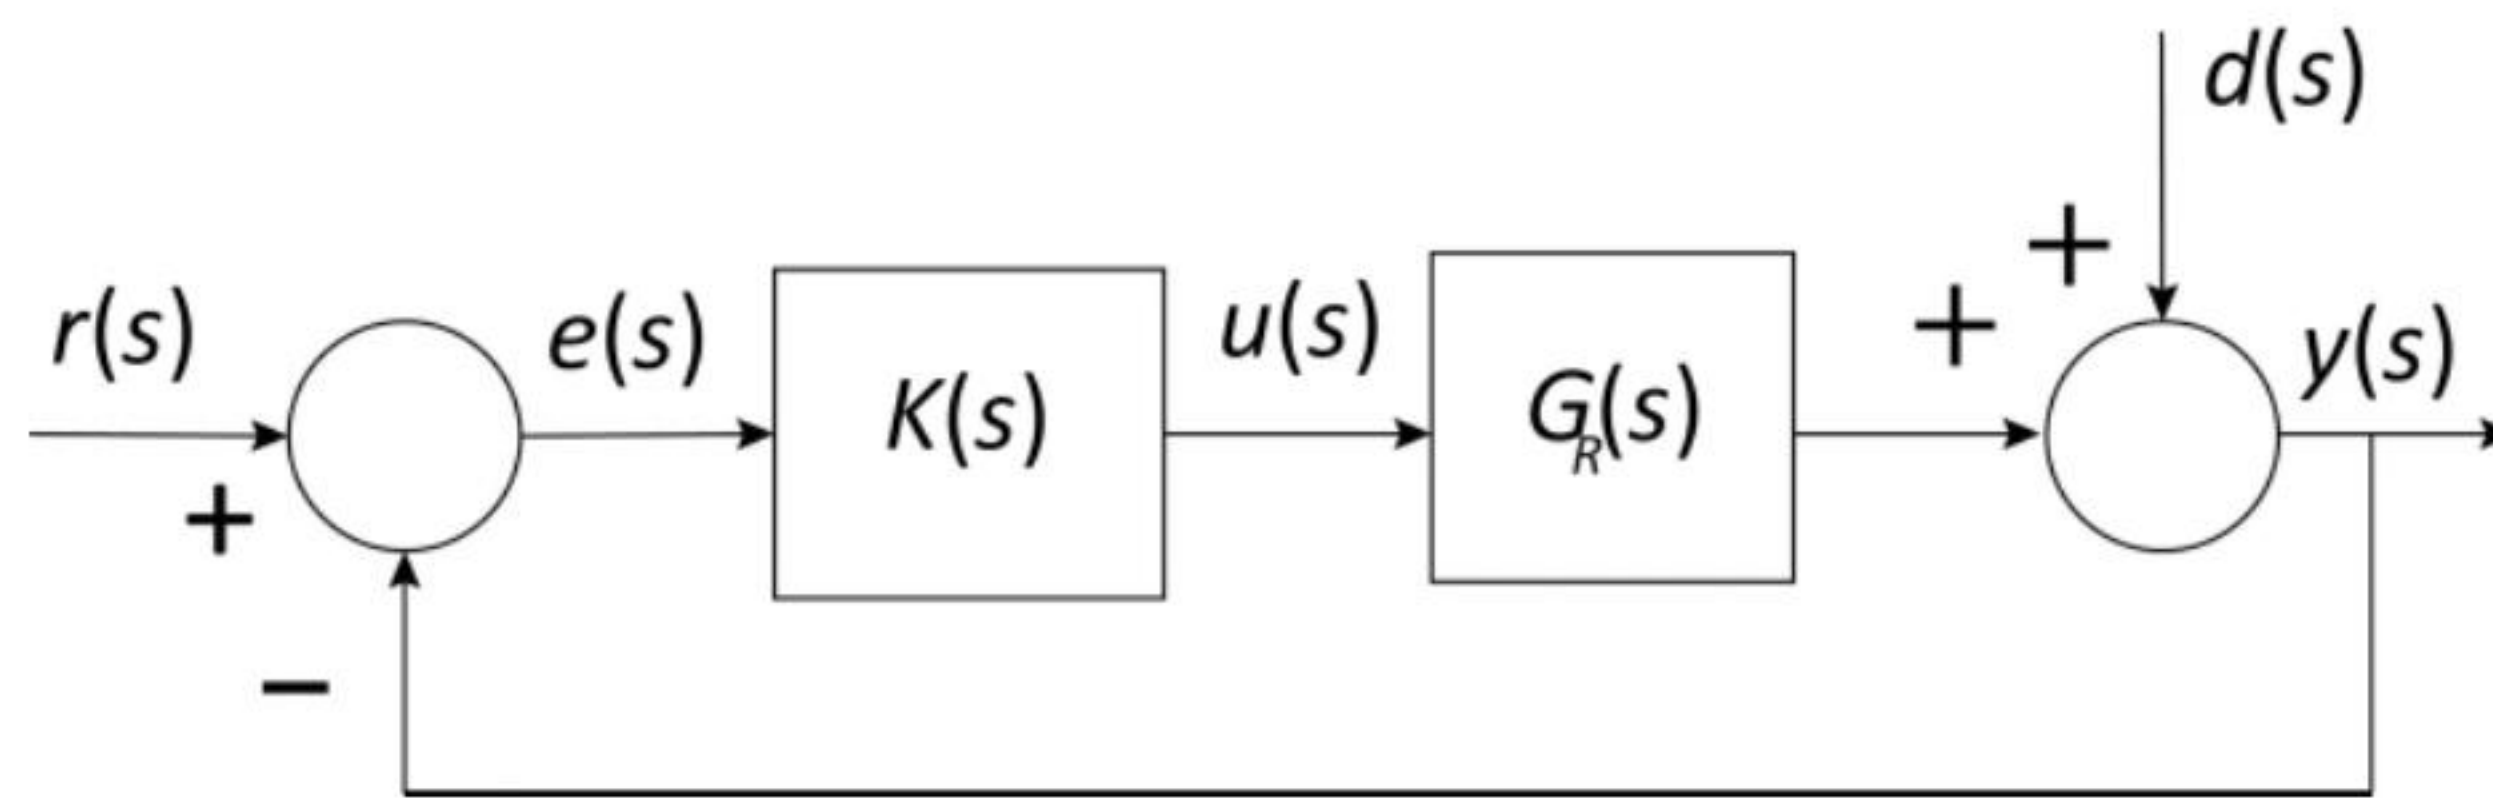 d(s)
+
+
r(s)
e(s)
K(s)
u(s)
G_R(s)
y(s)
+
−